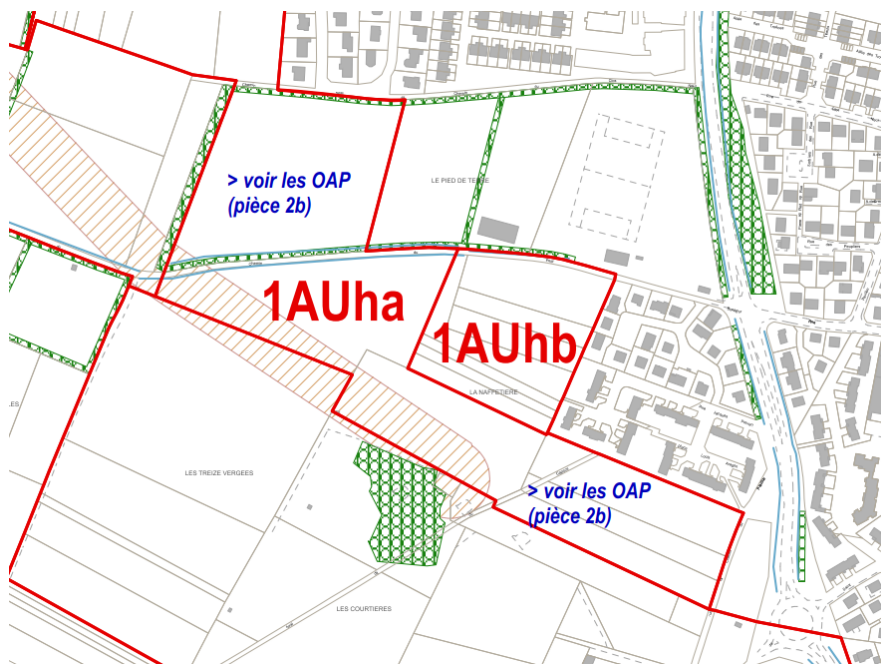 > voir les OAP
(pièce 2b)
LE PIED DE TERRE
1AUha
1AUhb
LA NAFFETIERE
LES
LES TREIZE VERGEES
> voir les OAP
(pièce 2b)
LES COURTIERES